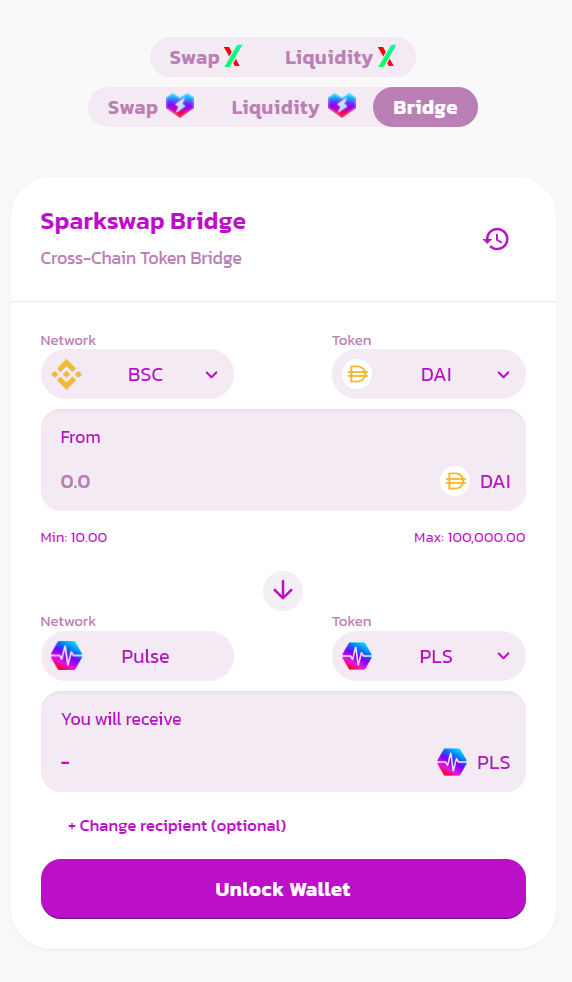 Swap Liquidity
Swap Liquidity Bridge
Sparkswap Bridge
Cross-Chain Token Bridge
Network Token
BSC DAI
From
0.0 DAI
Min: 10.00 Max: 100,000.00
Network Token
Pulse PLS
You will receive
- PLS
+ Change recipient (optional)
Unlock Wallet